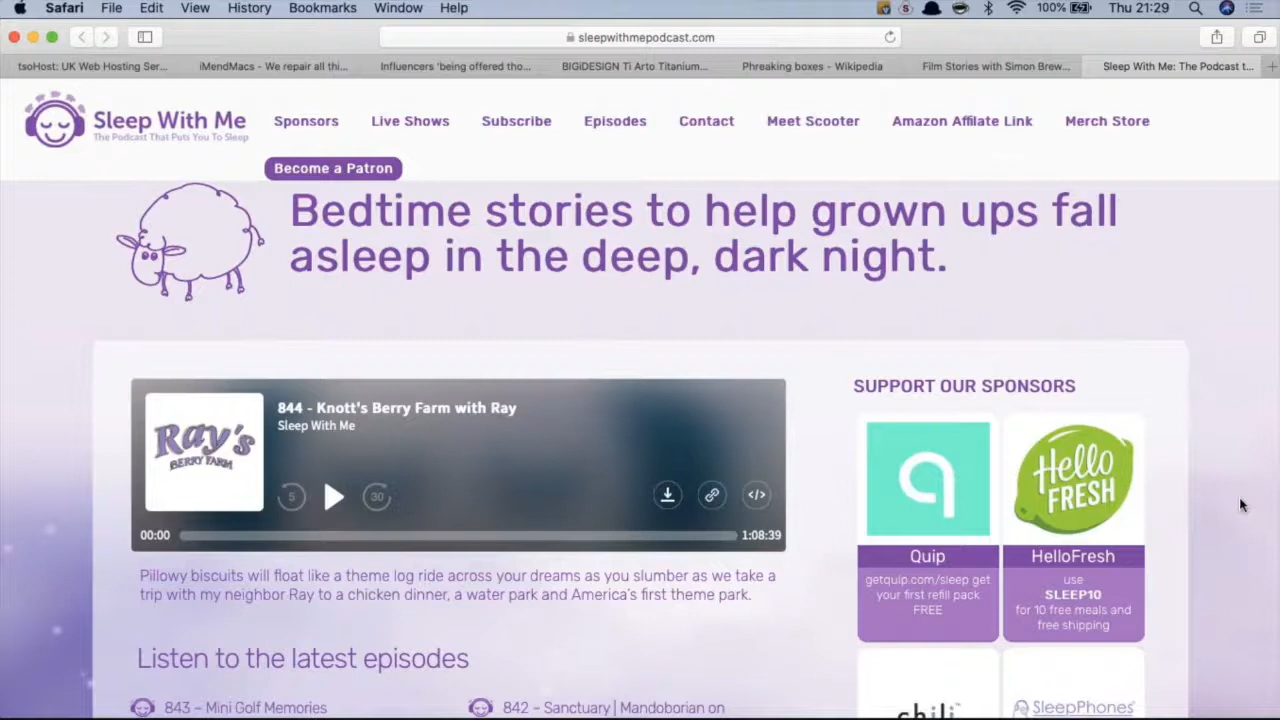 Safari File Edit View History Bookmarks Window Help 100% Thu 21:29
sleepwithmepodcast.com
tsoHost: UK Web Hosting Ser... iMendMacs - We repair all thi... Influencers 'being offered tho... BIGiDESIGN Ti Arto Titanium... Phreaking boxes - Wikipedia Film Stories with Simon Brew... Sleep With Me: The Podcast t...
Sleep With Me
The Podcast That Puts You To Sleep
Sponsors Live Shows Subscribe Episodes Contact Meet Scooter Amazon Affilate Link Merch Store
Become a Patron
Bedtime stories to help grown ups fall
asleep in the deep, dark night.
Ray's
BERRY FARM
844 - Knott's Berry Farm with Ray
Sleep With Me
5 30
00:00 1:08:39
Pillowy biscuits will float like a theme log ride across your dreams as you slumber as we take a
trip with my neighbor Ray to a chicken dinner, a water park and America's first theme park.
Listen to the latest episodes
843 – Mini Golf Memories
842 – Sanctuary | Mandoborian on
SUPPORT OUR SPONSORS
Quip
getquip.com/sleep get
your first refill pack
FREE
Hello
FRESH
HelloFresh
use
SLEEP10
for 10 free meals and
free shipping
chili
SleepPhones